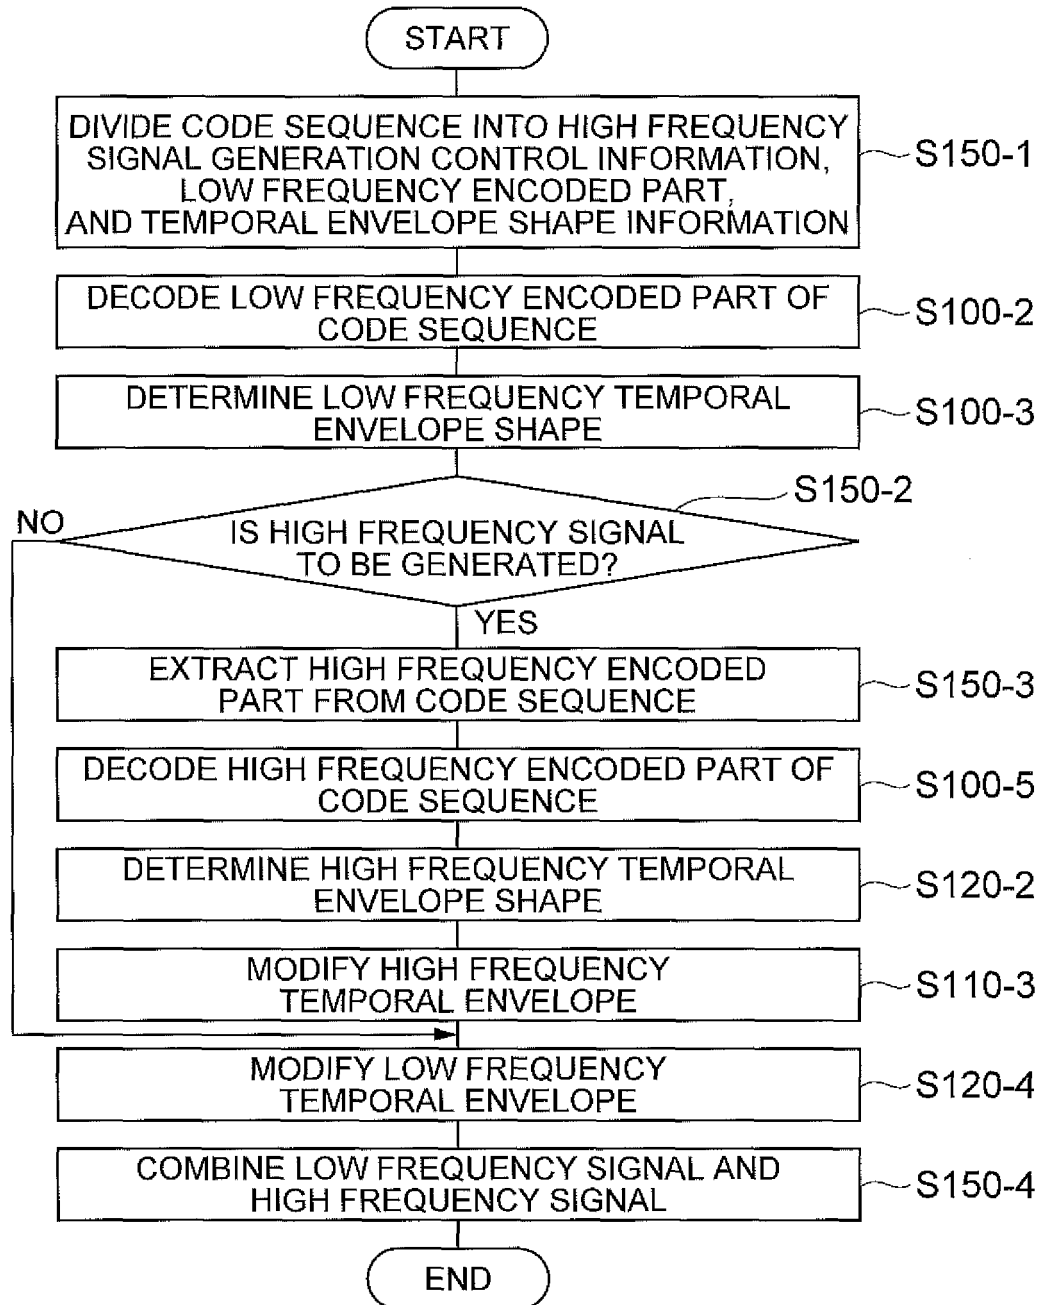 START
DIVIDE CODE SEQUENCE INTO HIGH FREQUENCY
SIGNAL GENERATION CONTROL INFORMATION,
LOW FREQUENCY ENCODED PART,
AND TEMPORAL ENVELOPE SHAPE INFORMATION
S150-1
DECODE LOW FREQUENCY ENCODED PART OF
CODE SEQUENCE
S100-2
DETERMINE LOW FREQUENCY TEMPORAL
ENVELOPE SHAPE
S100-3
S150-2
NO
IS HIGH FREQUENCY SIGNAL
TO BE GENERATED?
YES
EXTRACT HIGH FREQUENCY ENCODED
PART FROM CODE SEQUENCE
S150-3
DECODE HIGH FREQUENCY ENCODED PART OF
CODE SEQUENCE
S100-5
DETERMINE HIGH FREQUENCY TEMPORAL
ENVELOPE SHAPE
S120-2
MODIFY HIGH FREQUENCY
TEMPORAL ENVELOPE
S110-3
MODIFY LOW FREQUENCY
TEMPORAL ENVELOPE
S120-4
COMBINE LOW FREQUENCY SIGNAL AND
HIGH FREQUENCY SIGNAL
S150-4
END